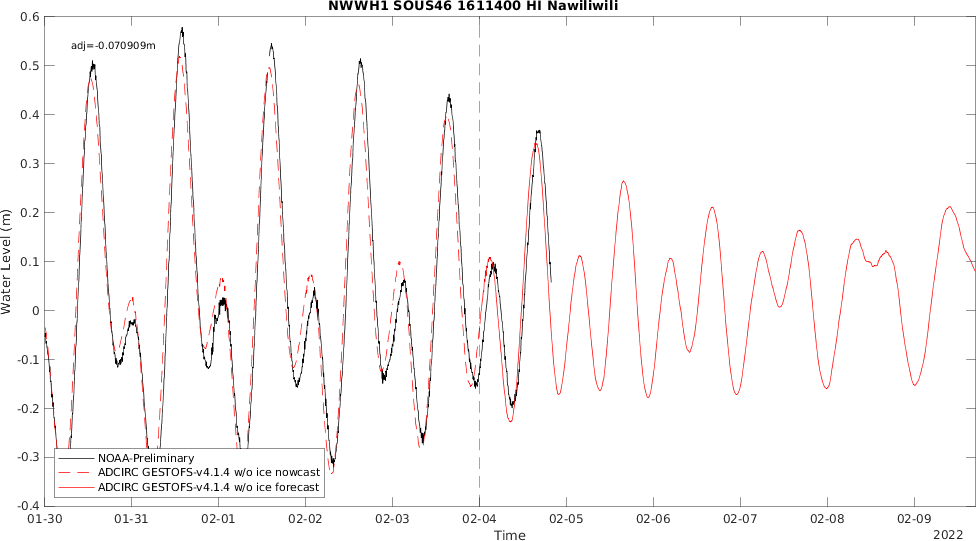 NWWH1 SOUS46 1611400 HI Nawiliwili
adj=-0.070909m
Water Level (m)
0.6
0.5
0.4
0.3
0.2
0.1
0
-0.1
-0.2
-0.3
-0.4
NOAA-Preliminary
ADCIRC GESTOFS-v4.1.4 w/o ice nowcast
ADCIRC GESTOFS-v4.1.4 w/o ice forecast
01-30 01-31 02-01 02-02 02-03 02-04 02-05 02-06 02-07 02-08 02-09
Time
2022